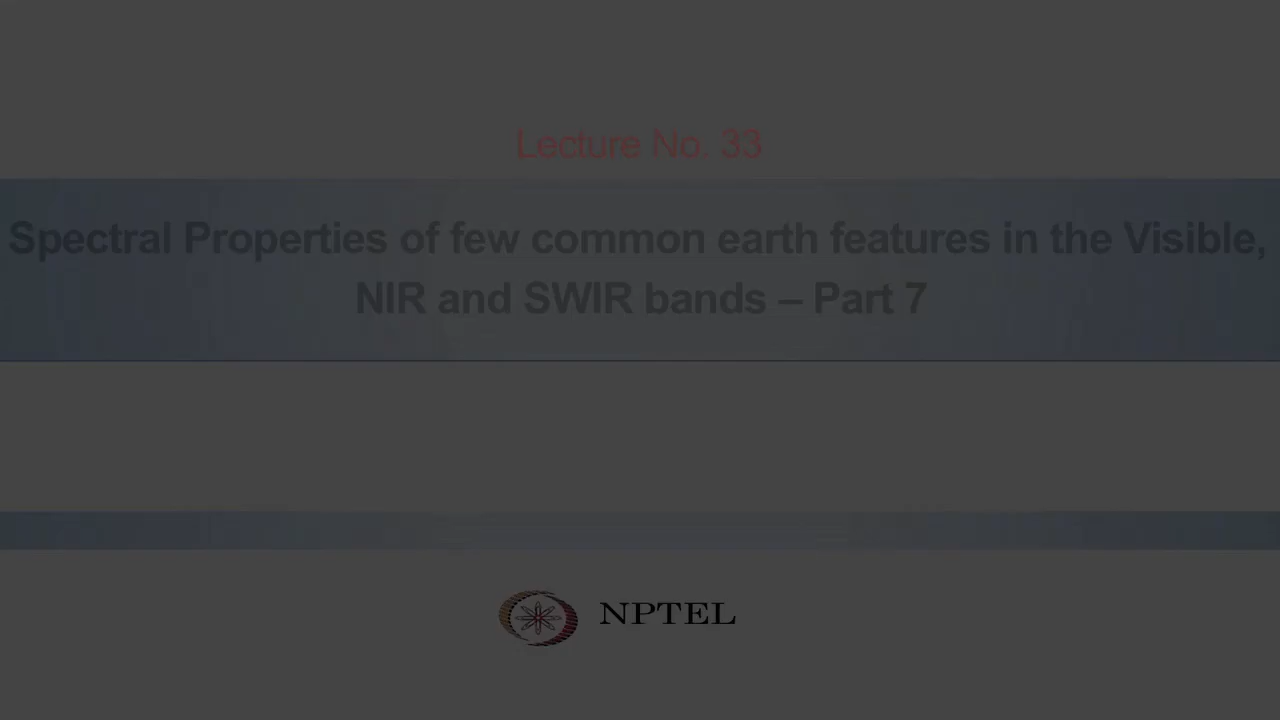 Lecture No. 33
Spectral Properties of few common earth features in the Visible,
NIR and SWIR bands – Part 7
NPTEL